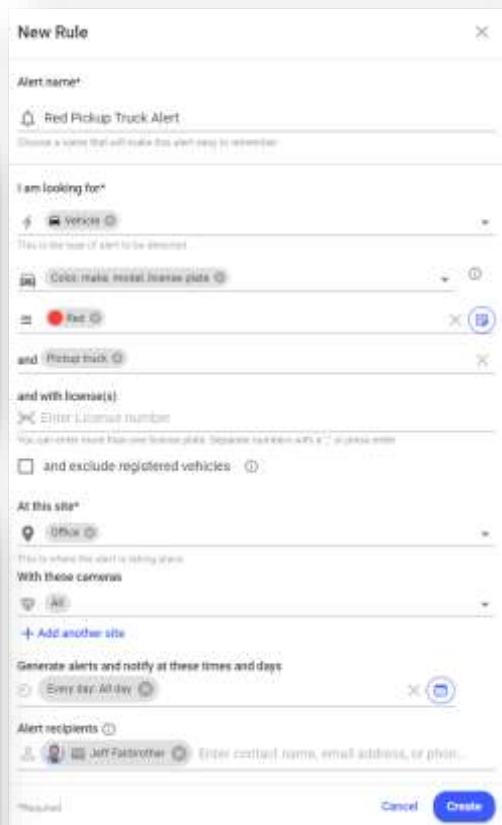 New Rule
Alert name*
Red Pickup Truck Alert
Choose a name that will make this alert easy to remember
I am looking for*
Vehicle
This is the type of alert to be detected
Color, make, model, license plate
Red
and Pickup truck
and with license(s)
Enter License number
You can enter more than one license plate. Separate numbers with a "," or press enter
and exclude registered vehicles
At this site*
Office
This is where the alert is taking place
With these cameras
All
+ Add another site
Generate alerts and notify at these times and days
Every day: All day
Alert recipients
Jeff Fairbrother Enter contact name, email address, or phon...
*Required
Cancel Create